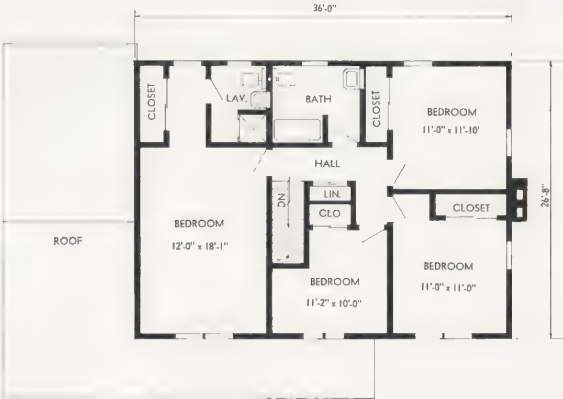 36'-0"
CLOSET
LAV.
BATH
CLOSET
BEDROOM
11'-0" x 11'-10'
HALL
LIN.
CLO
DN
CLOSET
26'-8"
ROOF
BEDROOM
12'-0" x 18'-1"
BEDROOM
11'-2" x 10'-0"
BEDROOM
11'-0" x 11'-0"